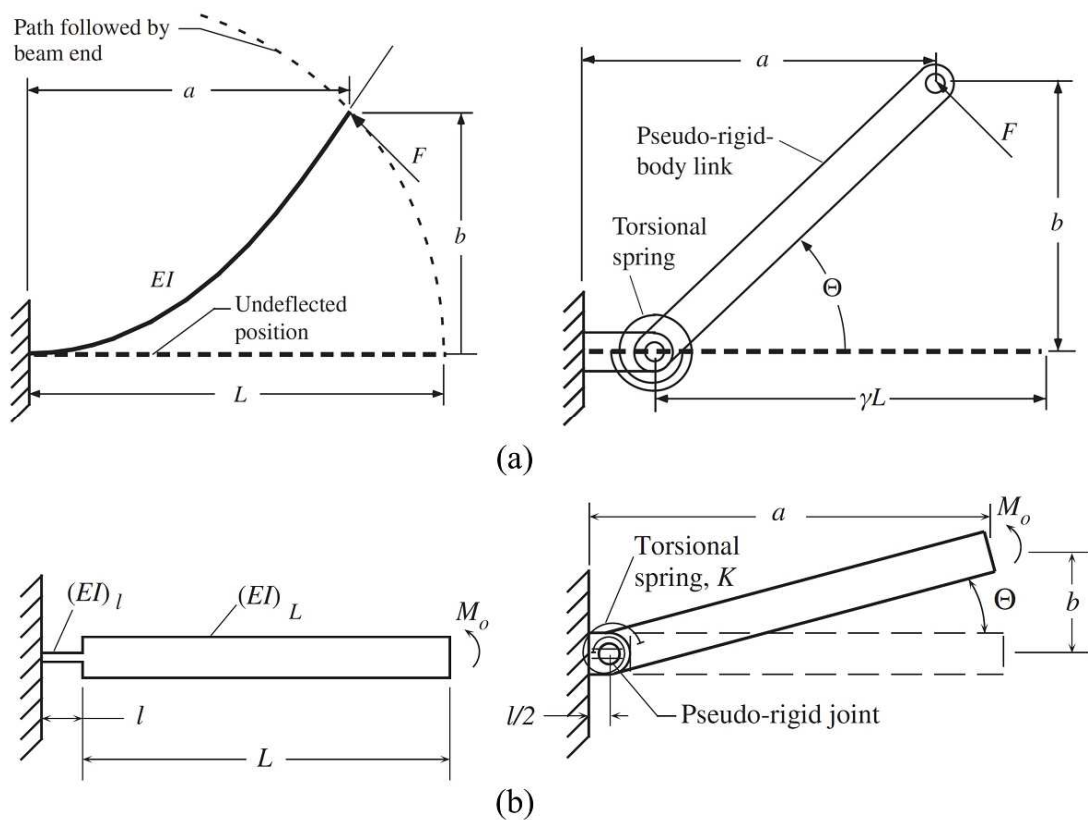 Path followed by
beam end
a
F
b
EI
Undeflected
position
L
a
Pseudo-rigid-
body link
F
Torsional
spring
Θ
b
γL
(a)
(EI) l
(EI) L
M o
l
L
a
M o
Torsional
spring, K
Θ
b
l/2
Pseudo-rigid joint
(b)